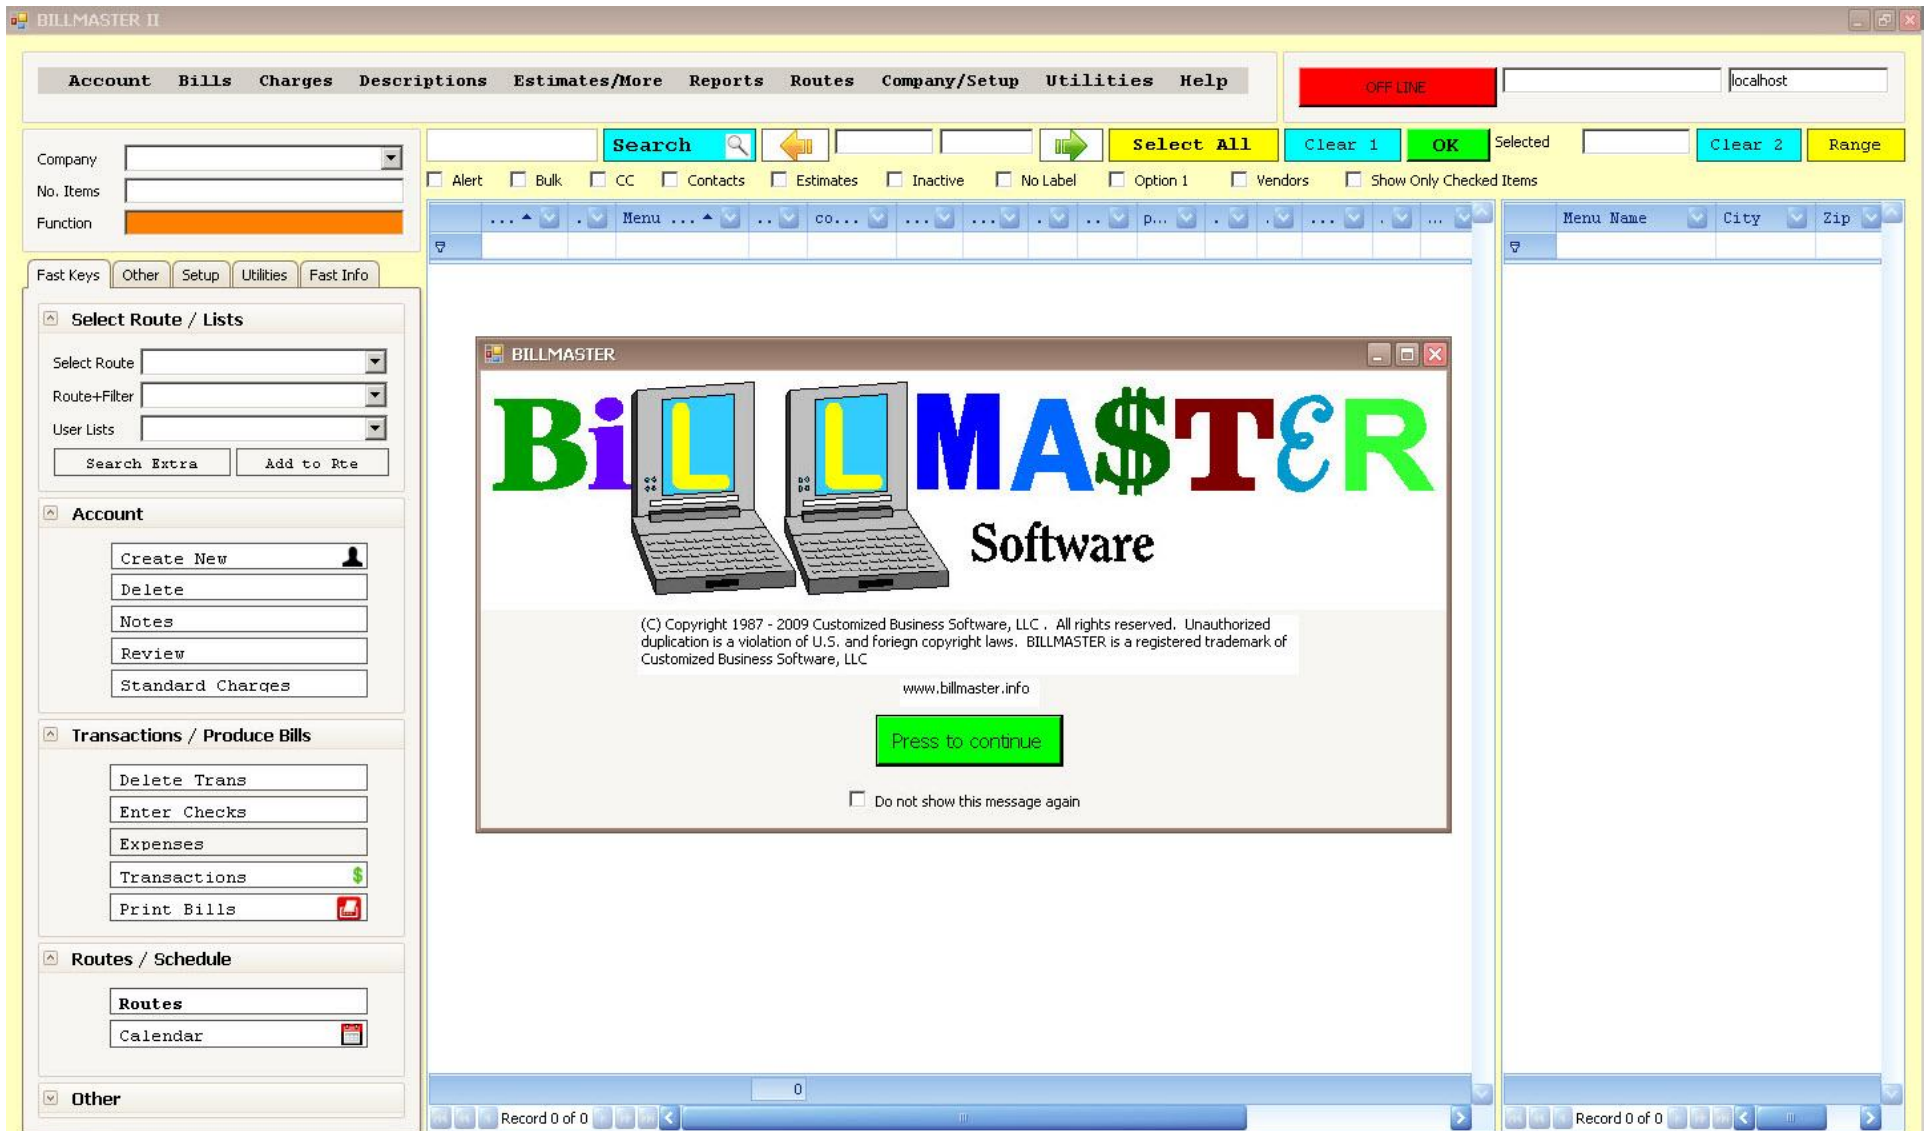 BILLMASTER II
Account Bills Charges Descriptions Estimates/More Reports Routes Company/Setup Utilities Help
OFF LINE
localhost
Company
No. Items
Function
Search
Select All
Clear 1
OK
Selected
Clear 2
Range
Alert Bulk CC Contacts Estimates Inactive No Label Option 1 Vendors Show Only Checked Items
... . Menu ... .. co... ... ... . .. p... . . ... . ...
Menu Name City Zip
Fast Keys Other Setup Utilities Fast Info
Select Route / Lists
Select Route
Route+Filter
User Lists
Search Extra Add to Rte
Account
Create New
Delete
Notes
Review
Standard Charges
Transactions / Produce Bills
Delete Trans
Enter Checks
Expenses
Transactions $
Print Bills
Routes / Schedule
Routes
Calendar
Other
BILLMASTER
BiLLMA$TER
Software
(C) Copyright 1987 - 2009 Customized Business Software, LLC . All rights reserved. Unauthorized
duplication is a violation of U.S. and foriegn copyright laws. BILLMASTER is a registered trademark of
Customized Business Software, LLC
www.billmaster.info
Press to continue
Do not show this message again
0
Record 0 of 0
Record 0 of 0